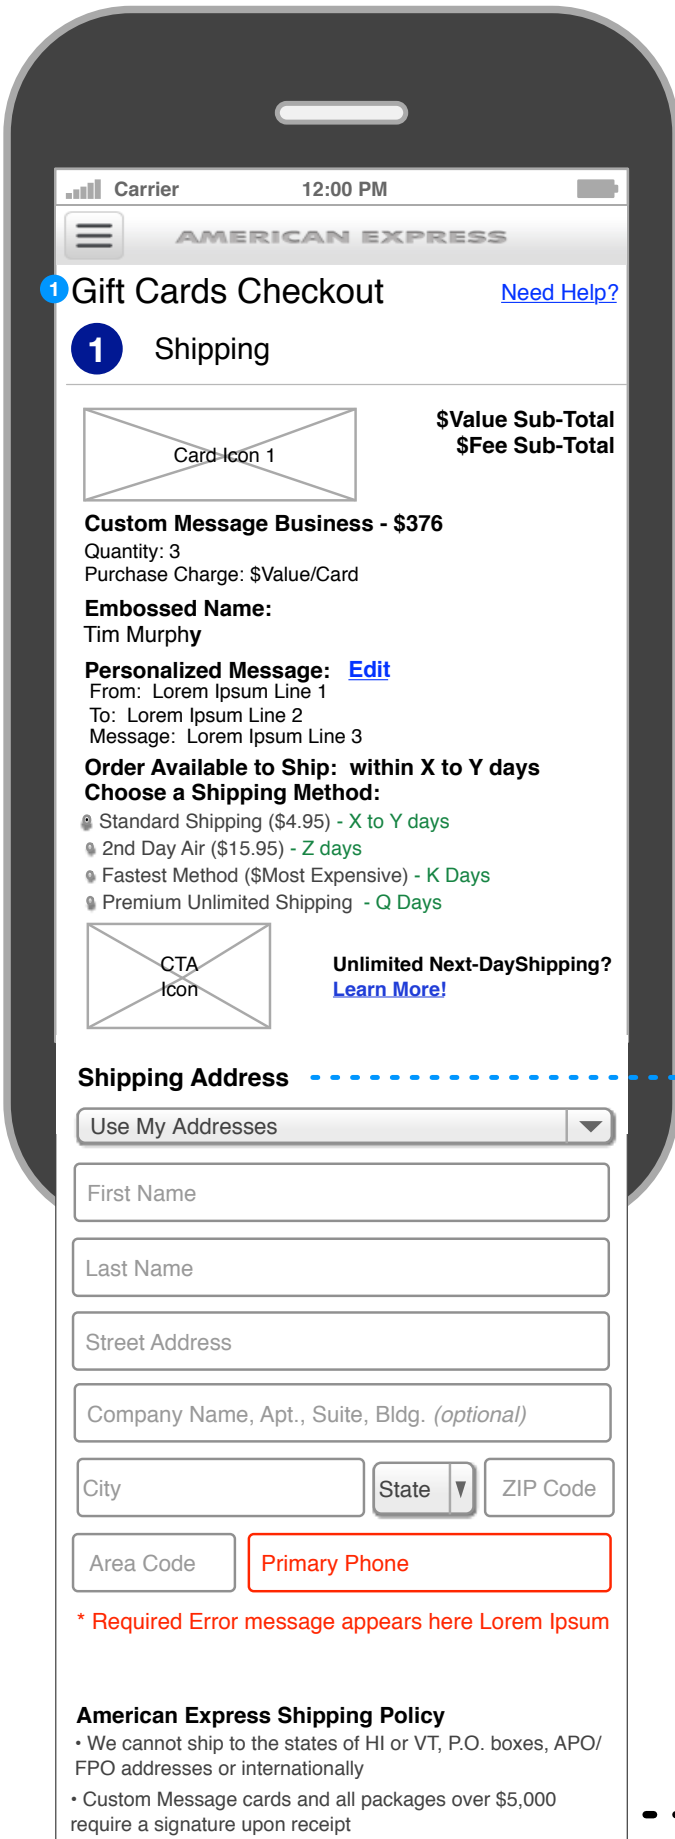 Carrier 12:00 PM
AMERICAN EXPRESS
1 Gift Cards Checkout Need Help?
1 Shipping
Card Icon 1
$Value Sub-Total
$Fee Sub-Total
Custom Message Business - $376
Quantity: 3
Purchase Charge: $Value/Card
Embossed Name:
Tim Murphy
Personalized Message: Edit
From: Lorem Ipsum Line 1
To: Lorem Ipsum Line 2
Message: Lorem Ipsum Line 3
Order Available to Ship: within X to Y days
Choose a Shipping Method:
Standard Shipping ($4.95) - X to Y days
2nd Day Air ($15.95) - Z days
Fastest Method ($Most Expensive) - K Days
Premium Unlimited Shipping - Q Days
CTA
Icon
Unlimited Next-DayShipping?
Learn More!
Shipping Address
Use My Addresses
First Name
Last Name
Street Address
Company Name, Apt., Suite, Bldg. (optional)
City State ZIP Code
Area Code Primary Phone
* Required Error message appears here Lorem Ipsum
American Express Shipping Policy
• We cannot ship to the states of HI or VT, P.O. boxes, APO/
FPO addresses or internationally
• Custom Message cards and all packages over $5,000
require a signature upon receipt